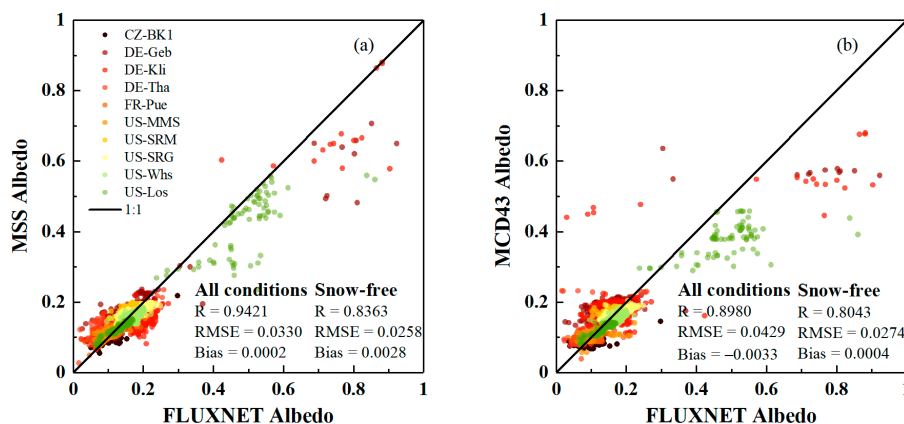 (a)
CZ-BK1
DE-Geb
DE-Kli
DE-Tha
FR-Pue
US-MMS
US-SRM
US-SRG
US-Whs
US-Los
1:1
MSS Albedo
1
0.8
0.6
0.4
0.2
0
All conditions Snow-free
R = 0.9421 R = 0.8363
RMSE = 0.0330 RMSE = 0.0258
Bias = 0.0002 Bias = 0.0028
0 0.2 0.4 0.6 0.8 1
FLUXNET Albedo
(b)
MCD43 Albedo
1
0.8
0.6
0.4
0.2
0
All conditions Snow-free
R = 0.8980 R = 0.8043
RMSE = 0.0429 RMSE = 0.0274
Bias = −0.0033 Bias = 0.0004
0 0.2 0.4 0.6 0.8 1
FLUXNET Albedo